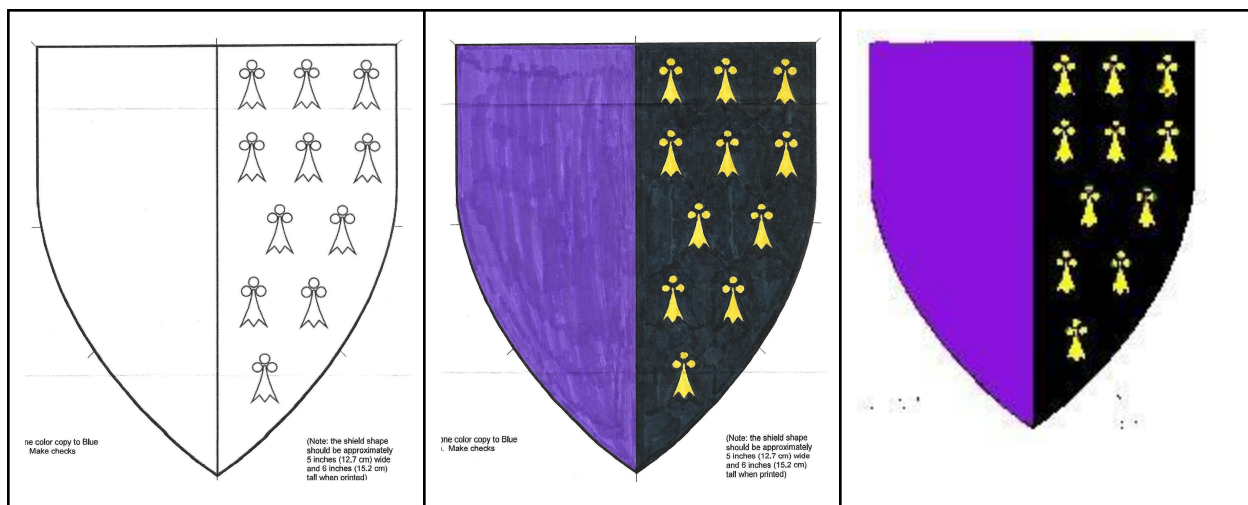 ne color copy to Blue
Make checks
(Note: the shield shape
should be approximately
5 inches (12.7 cm) wide
and 6 inches (15.2 cm)
tall when printed)
one color copy to Blue
. Make checks
(Note: the shield shape
should be approximately
5 inches (12.7 cm) wide
and 6 inches (15.2 cm)
tall when printed)